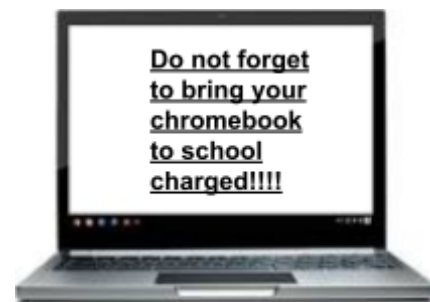 Do not forget
to bring your
chromebook
to school
charged!!!!